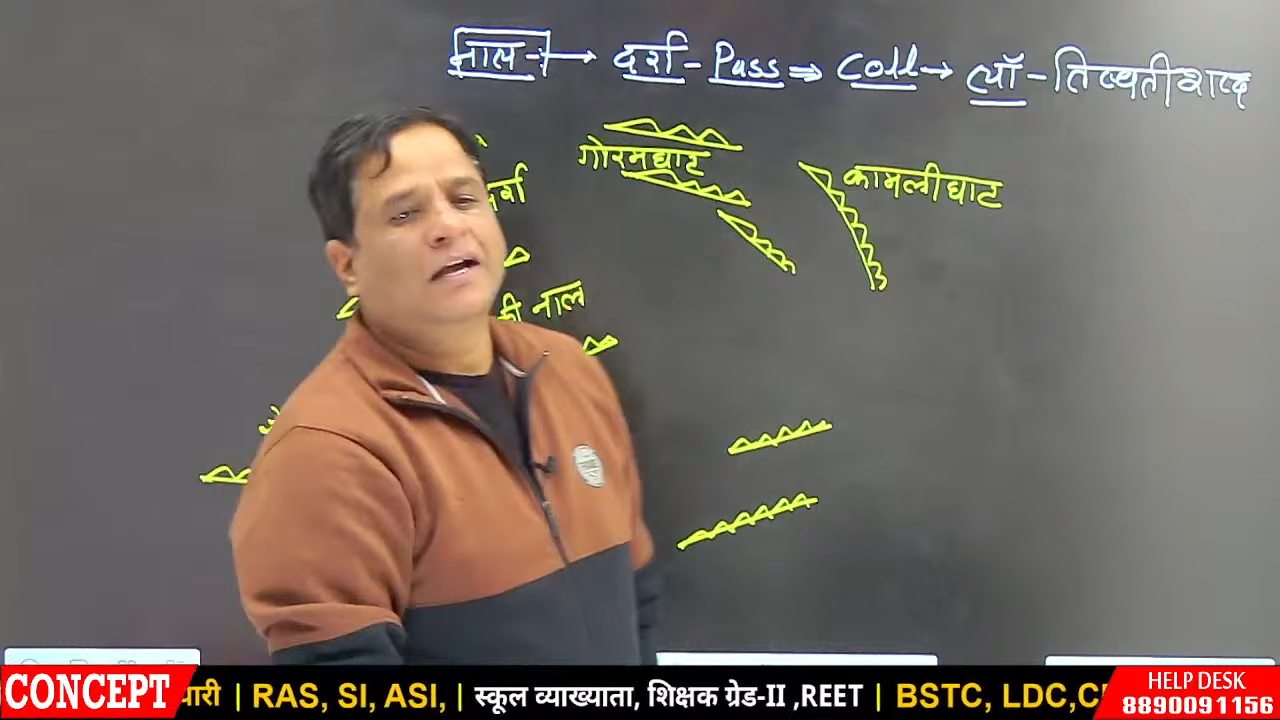 नाल → दर्रा - Pass ⇒ Coll → लॉ - तिब्बती शब्द
गोरमघाट
कामलीघाट
की नाल
CONCEPT
| RAS, SI, ASI, | स्कूल व्याख्याता, शिक्षक ग्रेड-II ,REET | BSTC, LDC,
HELP DESK
8890091156